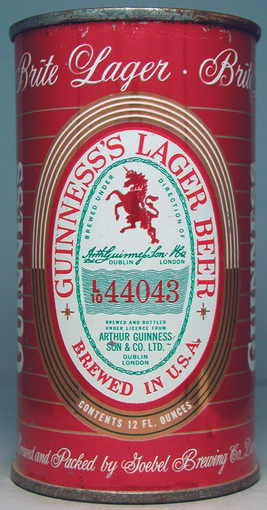 Brite Lager · Bri
GUINNESS'S LAGER BEER
BREWED UNDER DIRECTION OF
Arth Guinness Son & Co
DUBLIN LONDON
L/10 44043
BREWED AND BOTTLED
UNDER LICENCE FROM
ARTHUR GUINNESS
SON & CO. LTD.
DUBLIN
LONDON
BREWED IN U.S.A.
CONTENTS 12 FL. OUNCES
Brewed and Packed by Goebel Brewing Co.